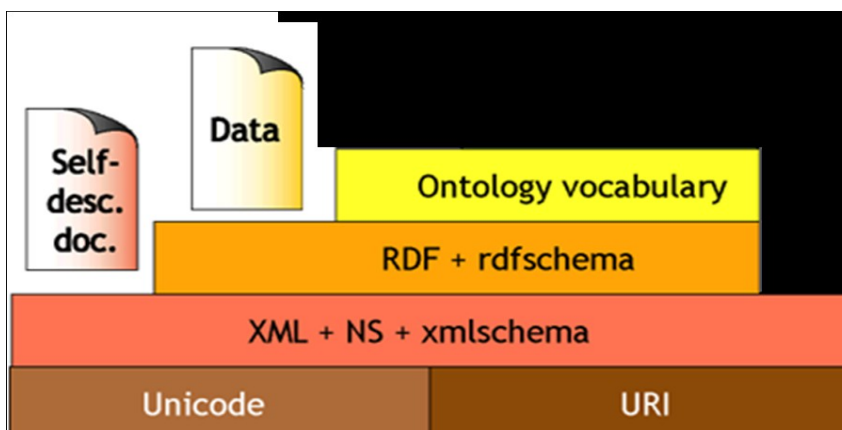 Data
Self-
desc.
doc.
Ontology vocabulary
RDF + rdfschema
XML + NS + xmlschema
Unicode
URI